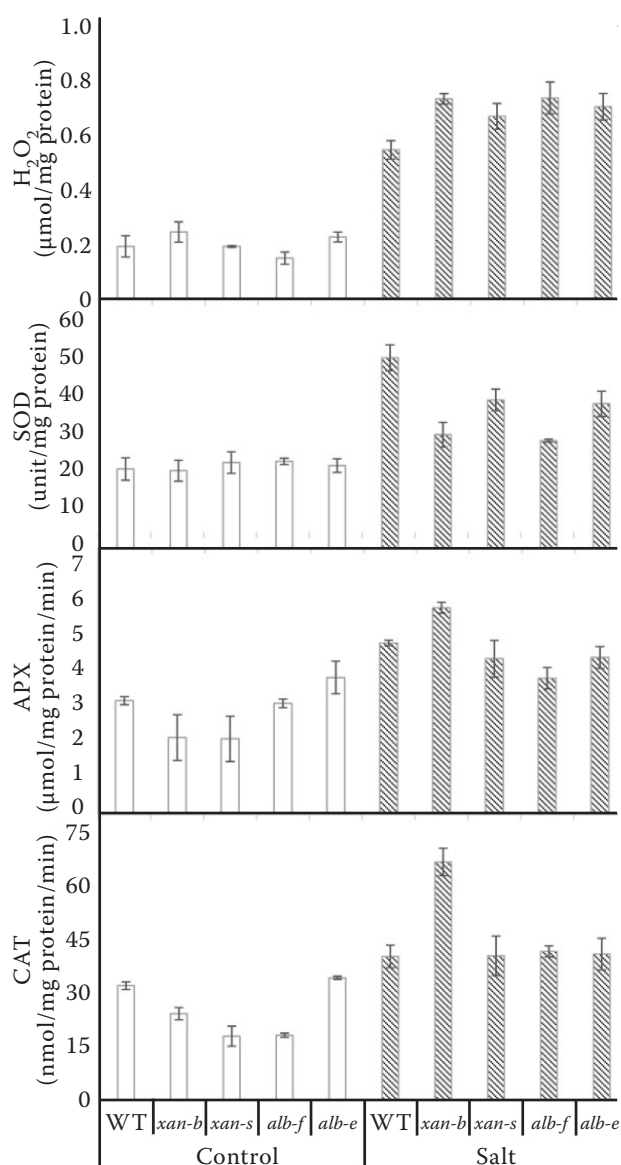 H₂O₂
(μmol/mg protein)
1.0
0.8
0.6
0.4
0.2
0
SOD
(unit/mg protein)
60
50
40
30
20
10
0
APX
(μmol/mg protein/min)
7
6
5
4
3
2
1
0
CAT
(nmol/mg protein/min)
75
60
45
30
15
0
WT xan-b xan-s alb-f alb-e WT xan-b xan-s alb-f alb-e
Control Salt